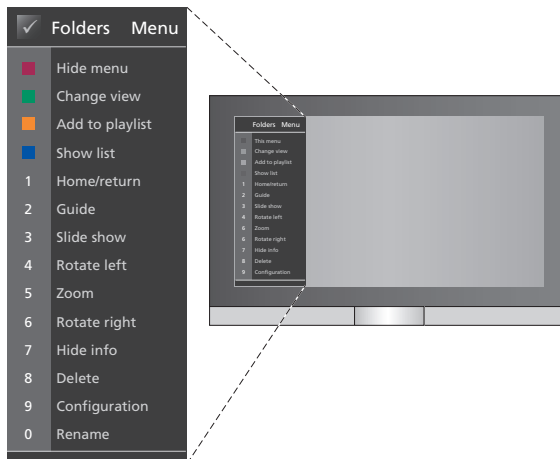 Folders Menu
Hide menu
Change view
Add to playlist
Show list
1 Home/return
2 Guide
3 Slide show
4 Rotate left
5 Zoom
6 Rotate right
7 Hide info
8 Delete
9 Configuration
0 Rename
Folders Menu
This menu
Change view
Add to playlist
Show list
1 Home/return
2 Guide
3 Slide show
4 Rotate left
6 Zoom
6 Rotate right
7 Hide info
8 Delete
9 Configuration